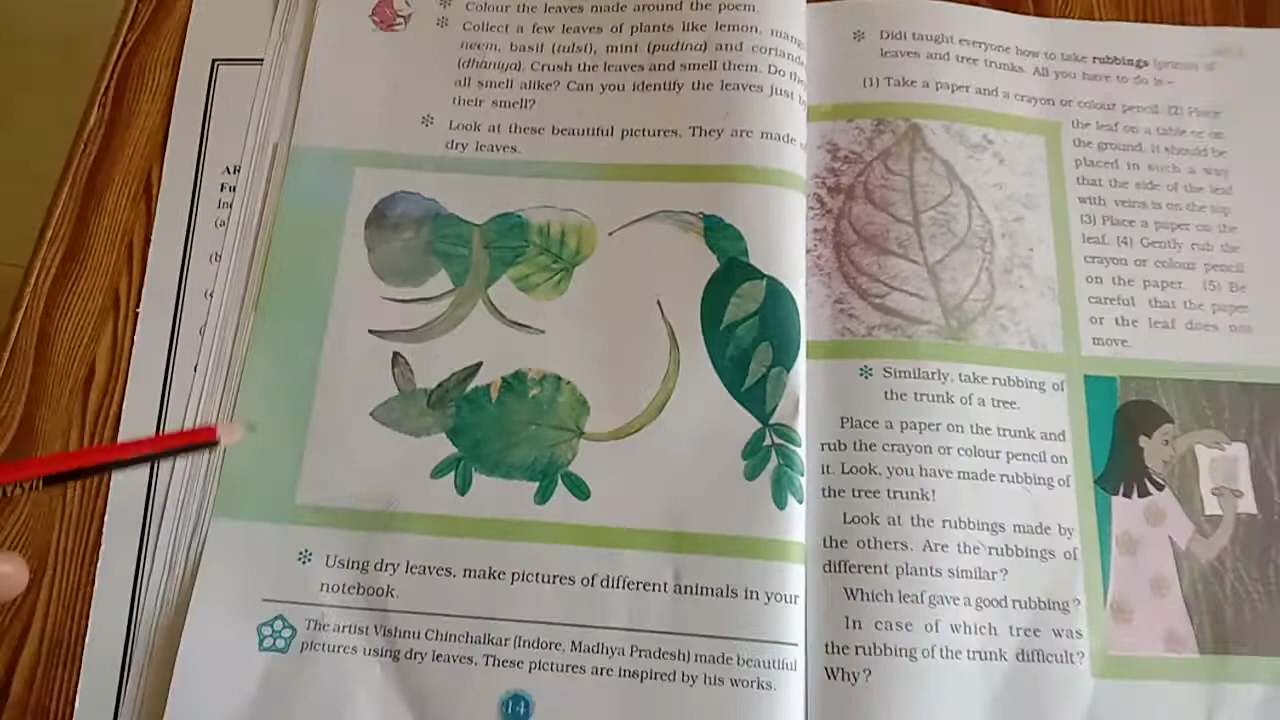 Colour the leaves made around the poem.
Collect a few leaves of plants like lemon,
neem, basil (tulsi), mint (pudina) and
(dhaniya). Crush the leaves and smell them. Do
all smell alike? Can you identify the leaves just
their smell?
Look at these beautiful pictures. They are made
dry leaves.
Using dry leaves, make pictures of different animals in your
notebook.
The artist Vishnu Chinchalkar (Indore, Madhya Pradesh) made beautiful
pictures using dry leaves. These pictures are inspired by his works.
14
Didi taught everyone how to take rubbings (prints) of
leaves and tree trunks. All you have to do is –
(1) Take a paper and a crayon or colour pencil. (2) Place
the leaf on a table or on
the ground. It should be
placed in such a way
that the side of the leaf
with veins is on the top.
(3) Place a paper on the
leaf. (4) Gently rub the
crayon or colour pencil
on the paper. (5) Be
careful that the paper
or the leaf does not
move.
Similarly, take rubbing of
the trunk of a tree.
Place a paper on the trunk and
rub the crayon or colour pencil on
it. Look, you have made rubbing of
the tree trunk!
Look at the rubbings made by
the others. Are the rubbings of
different plants similar?
Which leaf gave a good rubbing?
In case of which tree was
the rubbing of the trunk difficult?
Why?